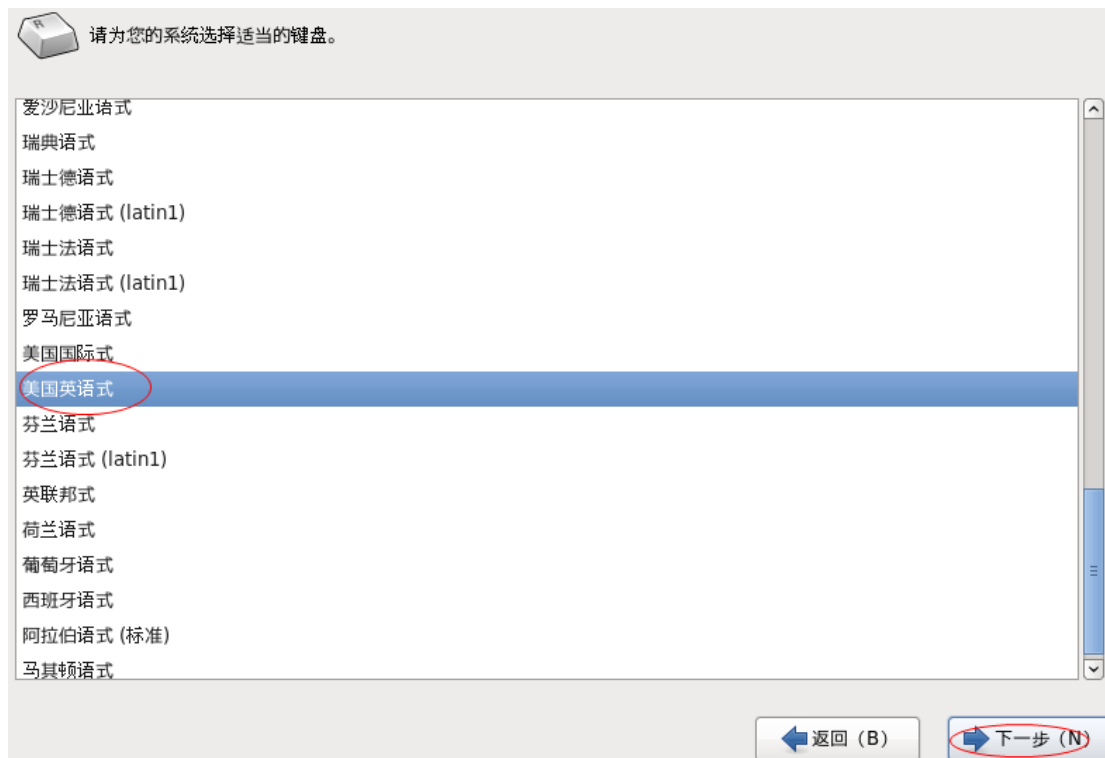 R
请为您的系统选择适当的键盘。
爱沙尼亚语式
瑞典语式
瑞士德语式
瑞士德语式 (latin1)
瑞士法语式
瑞士法语式 (latin1)
罗马尼亚语式
美国国际式
美国英语式
芬兰语式
芬兰语式 (latin1)
英联邦式
荷兰语式
葡萄牙语式
西班牙语式
阿拉伯语式 (标准)
马其顿语式
返回 (B) 下一步 (N)